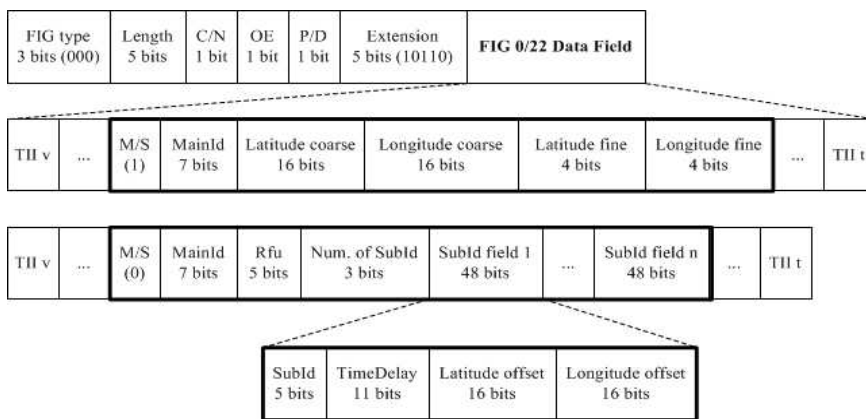 FIG type
3 bits (000)
Length
5 bits
C/N
1 bit
OE
1 bit
P/D
1 bit
Extension
5 bits (10110)
FIG 0/22 Data Field
TII v
...
M/S
(1)
MainId
7 bits
Latitude coarse
16 bits
Longitude coarse
16 bits
Latitude fine
4 bits
Longitude fine
4 bits
...
TII t
TII v
...
M/S
(0)
MainId
7 bits
Rfu
5 bits
Num. of SubId
3 bits
SubId field 1
48 bits
...
SubId field n
48 bits
...
TII t
SubId
5 bits
TimeDelay
11 bits
Latitude offset
16 bits
Longitude offset
16 bits